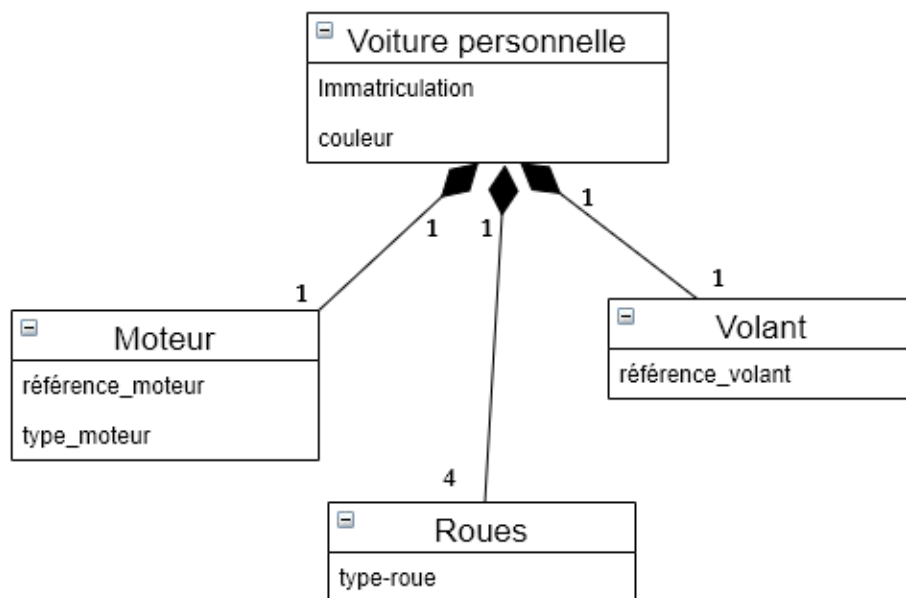 Voiture personnelle
Immatriculation
couleur
1
1
1
1
1
Moteur
référence_moteur
type_moteur
Volant
référence_volant
4
Roues
type-roue